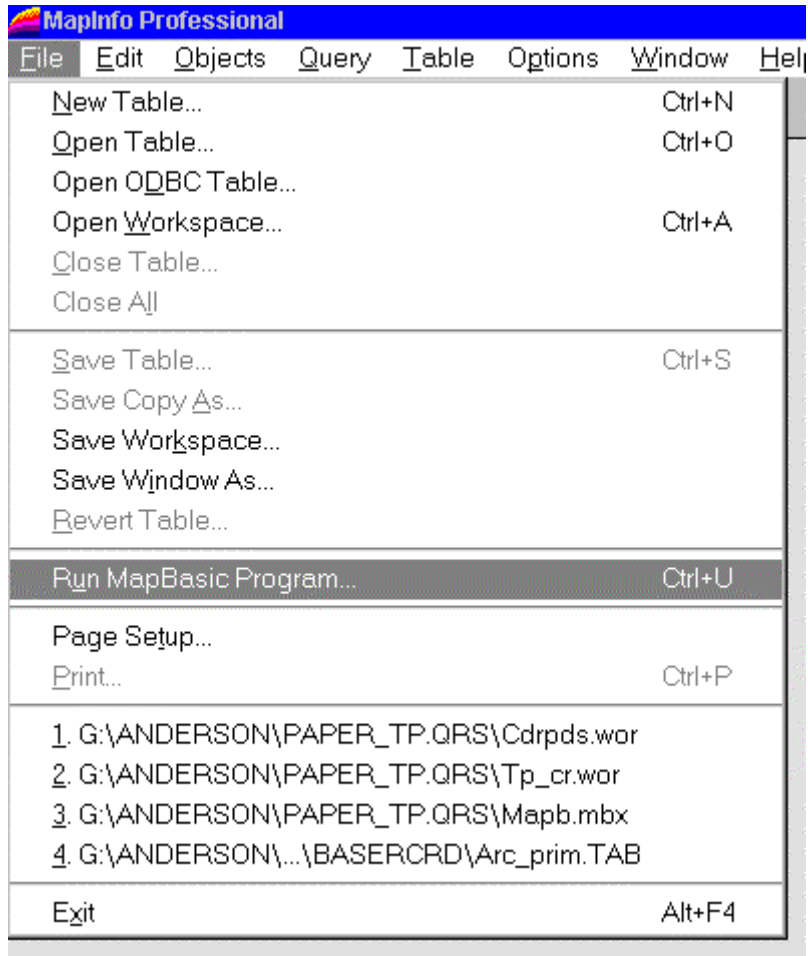 MapInfo Professional
File Edit Objects Query Table Options Window Hel
New Table... Ctrl+N
Open Table... Ctrl+O
Open ODBC Table...
Open Workspace... Ctrl+A
Close Table...
Close All
Save Table... Ctrl+S
Save Copy As...
Save Workspace...
Save Window As...
Revert Table...
Run MapBasic Program... Ctrl+U
Page Setup...
Print... Ctrl+P
1. G:\ANDERSON\PAPER_TP.QRS\Cdrpds.wor
2. G:\ANDERSON\PAPER_TP.QRS\Tp_cr.wor
3. G:\ANDERSON\PAPER_TP.QRS\Mapb.mbx
4. G:\ANDERSON\...\BASERCRD\Arc_prim.TAB
Exit Alt+F4